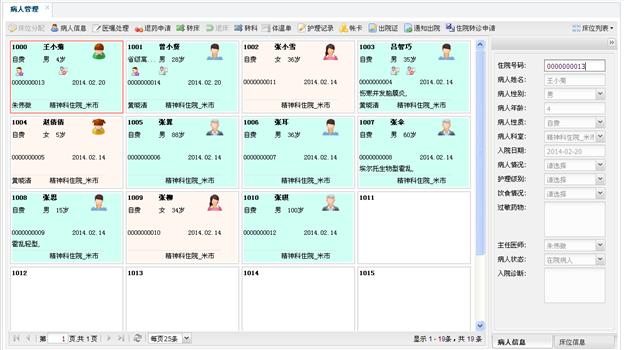 病人管理
床位分配 病人信息 医嘱处理 退药申请 转床 退床 转科 体温单 护理记录 帐卡 出院证 通知出院 住院转诊申请 床位列表
1000 王小菊
自费 男 4岁
0000000013 2014.02.20
朱伟微 精神科住院_米市
1001 曾小贤
省级离... 男 28岁
2014.02.14
黄晓清 精神科住院_米市
1002 张小雪
自费 女 36岁
0000000011 2014.02.14
精神科住院_米市
1003 吕智巧
自费 男 35岁
0000000004 2014.02.14
伤寒并发脑膜炎,
黄晓清 精神科住院_米市
1004 赵倩倩
自费 女 5岁
0000000005 2014.02.14
黄晓清 精神科住院_米市
1005 张翼
自费 男 88岁
0000000006 2014.02.14
精神科住院_米市
1006 张耳
自费 男 36岁
0000000007 2014.02.14
精神科住院_米市
1007 张伞
自费 男 60岁
0000000008 2014.02.14
埃尔托生物型霍乱,
精神科住院_米市
1008 张思
自费 男 15岁
0000000009 2014.02.14
霍乱轻型,
精神科住院_米市
1009 张柳
自费 女 34岁
0000000010 2014.02.14
精神科住院_米市
1010 张琪
自费 男 100岁
0000000012 2014.02.14
精神科住院_米市
1011
1012
1013
1014
1015
第 1 页,共 1 页 每页25条 显示 1 - 19条，共 19 条
住院号码: 0000000013
病人姓名: 王小菊
病人性别: 男
病人年龄: 4
病人性质: 自费
病人科室: 精神科住院_米市
入院日期: 2014-02-20
病人情况: 请选择
护理级别: 请选择
饮食情况: 请选择
过敏药物:
主任医师: 朱伟微
病人状态: 在院病人
入院诊断:
病人信息 床位信息